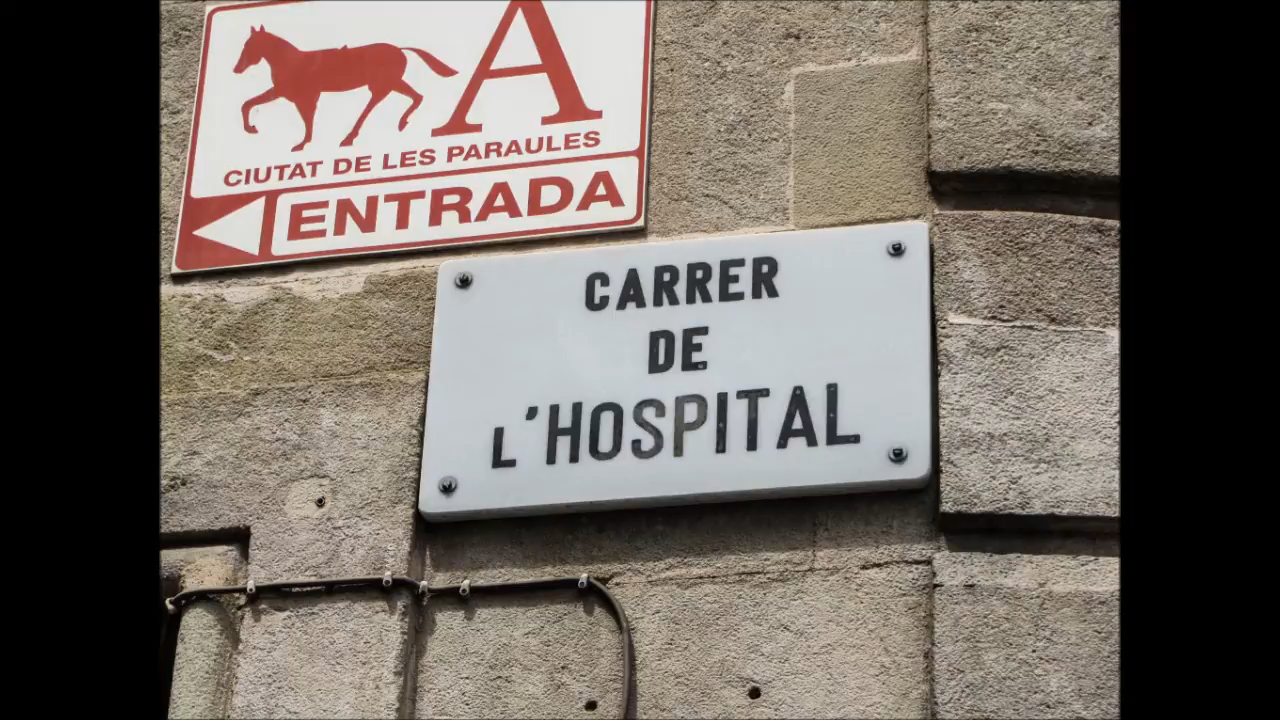 A
CIUTAT DE LES PARAULES
ENTRADA
CARRER
DE
L'HOSPITAL